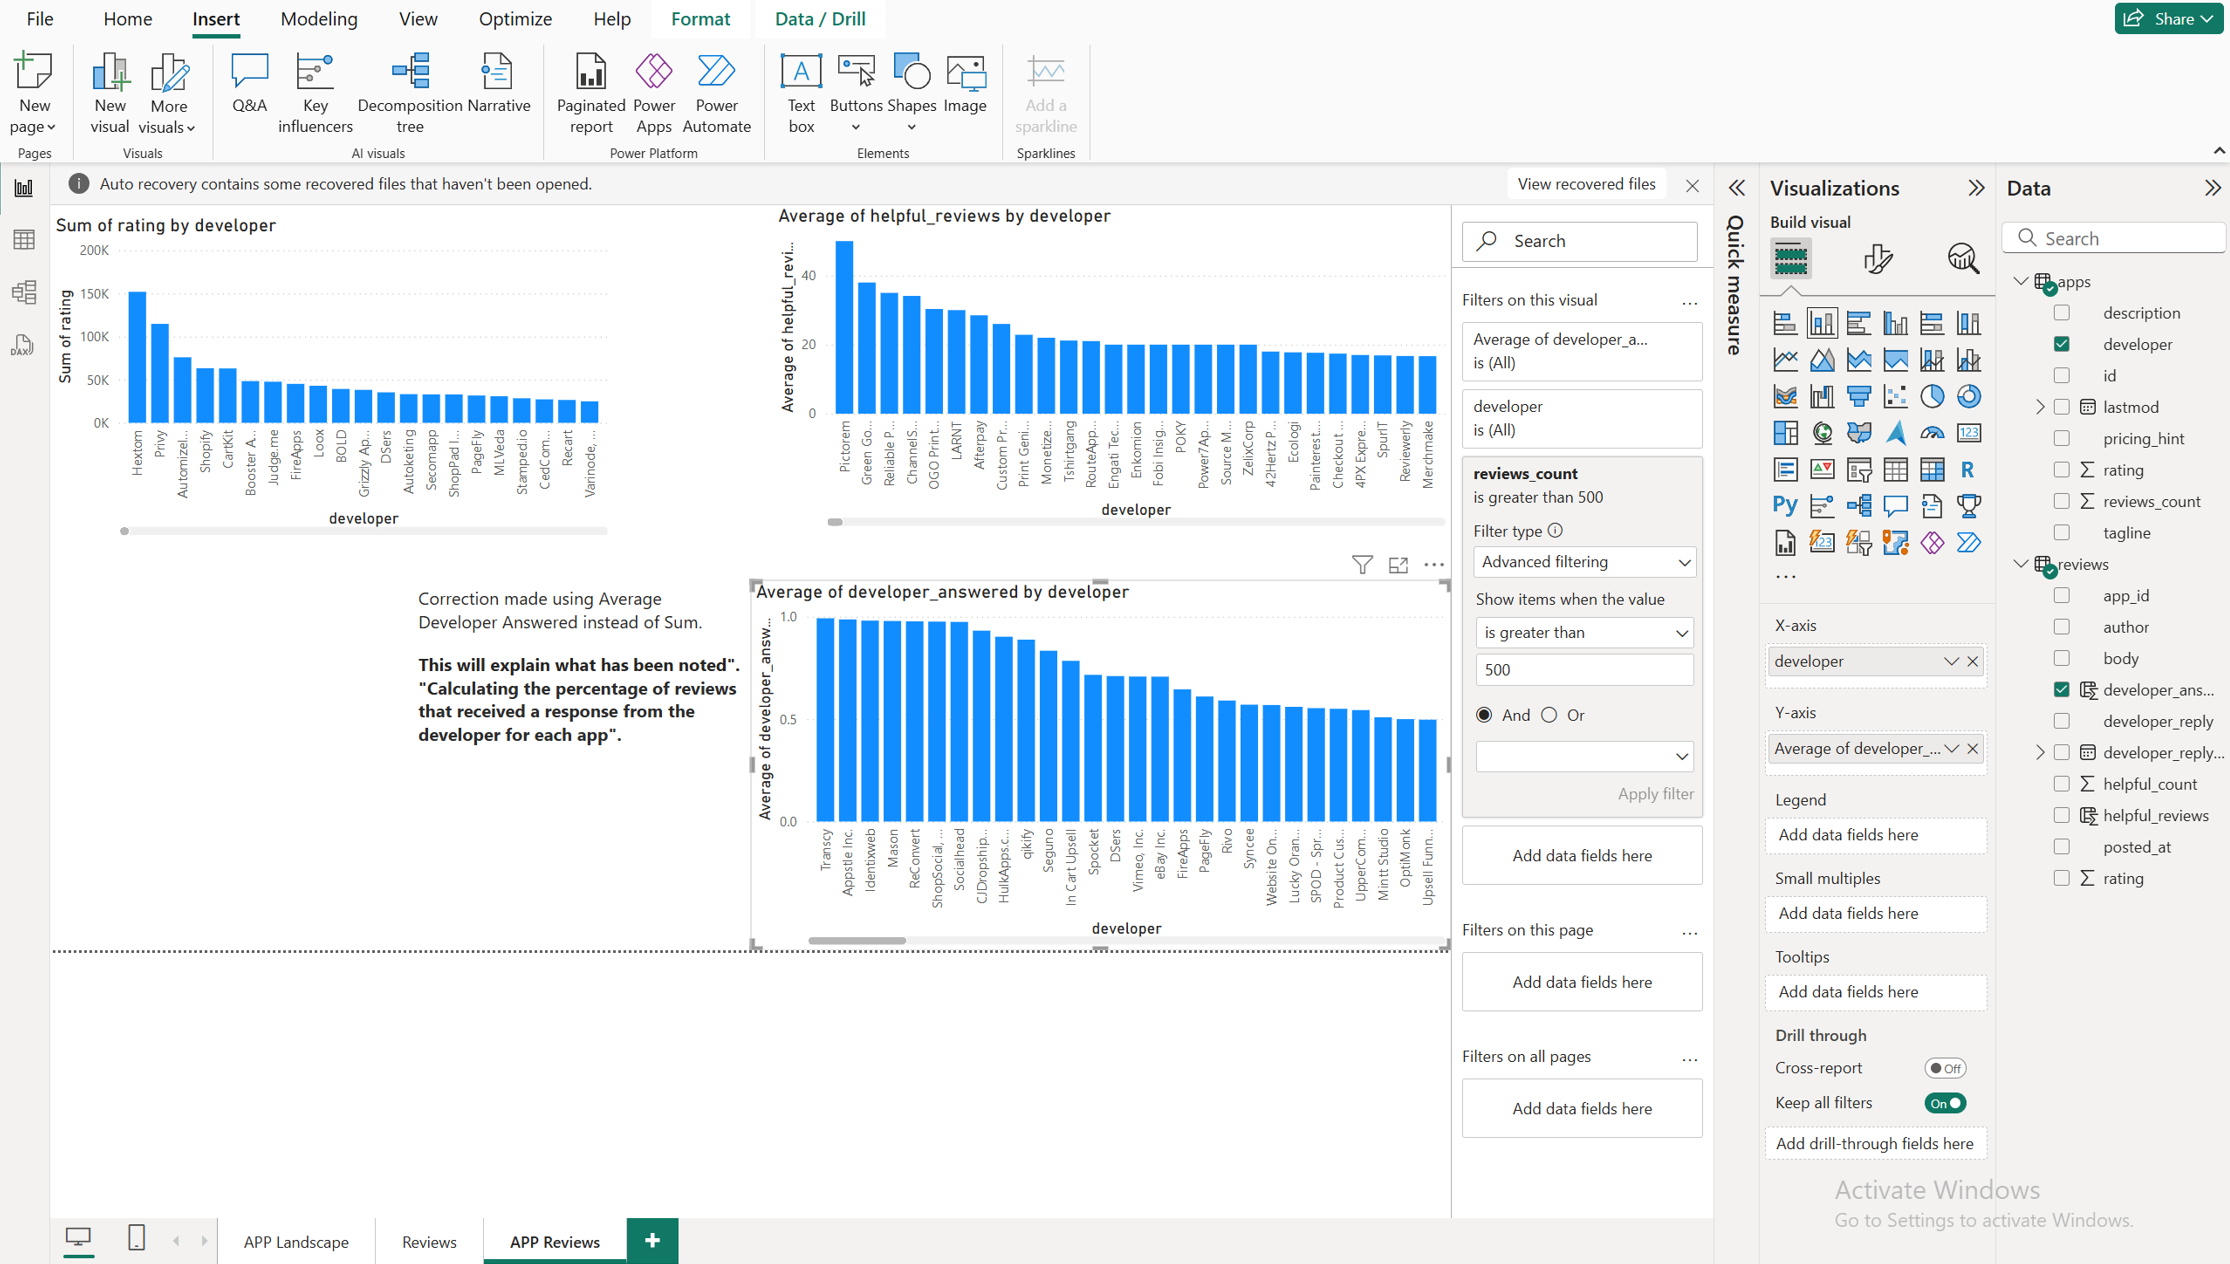 File
Home
Insert
Modeling
View
Optimize
Help
Format
Data / Drill
Share
New page
New visual
More visuals
Q&A
Key influencers
Decomposition tree
Narrative
Paginated report
Power Apps
Power Automate
Text box
Buttons
Shapes
Image
Add a sparkline
Pages
Visuals
AI visuals
Power Platform
Elements
Sparklines
Auto recovery contains some recovered files that haven't been opened.
View recovered files
Sum of rating by developer
Sum of rating
200K
150K
100K
50K
0K
Hextom
Privy
Automizel...
Shopify
CartKit
Booster A...
Judge.me
FireApps
Loox
BOLD
Grizzly Ap...
DSers
Autoketing
Secomapp
ShopPad I...
PageFly
MLVeda
Stamped.io
CedCom...
Recart
Varinode, ...
developer
Average of helpful_reviews by developer
Average of helpful_revi...
40
20
0
Pictorem
Green Go...
Reliable P...
ChannelS...
OGO Print...
LARNT
Afterpay
Custom Pr...
Print Geni...
Monetize...
Tshirtgang
RouteApp...
Engati Tec...
Enkomion
Fobi Insig...
POKY
Power7Ap...
Source M...
ZelixCorp
42Hertz P...
Ecologi
Painterest...
Checkout ...
4PX Expre...
SpurIT
Reviewerly
Merchmake
developer
Correction made using Average
Developer Answered instead of Sum.
This will explain what has been noted".
"Calculating the percentage of reviews
that received a response from the
developer for each app".
Average of developer_answered by developer
Average of developer_answ...
1.0
0.5
0.0
Transcy
Appstle Inc.
Identixweb
Mason
ReConvert
ShopSocial, ...
Socialhead
CJDropship...
HulkApps.c...
qikify
Seguno
In Cart Upsell
Spocket
DSers
Vimeo, Inc.
eBay Inc.
FireApps
PageFly
Rivo
Syncee
Website On...
Lucky Oran...
SPOD - Spr...
Product Cus...
UpperCom...
Mintt Studio
OptiMonk
Upsell Funn...
developer
Search
Filters on this visual
Average of developer_a...
is (All)
developer
is (All)
reviews_count
is greater than 500
Filter type
Advanced filtering
Show items when the value
is greater than
500
And
Or
Apply filter
Add data fields here
Filters on this page
Add data fields here
Filters on all pages
Add data fields here
Quick measure
Visualizations
Build visual
123
R
Py
123
X-axis
developer
Y-axis
Average of developer_...
Legend
Add data fields here
Small multiples
Add data fields here
Tooltips
Add data fields here
Drill through
Cross-report
Off
Keep all filters
On
Add drill-through fields here
Data
Search
apps
description
developer
id
lastmod
pricing_hint
rating
reviews_count
tagline
reviews
app_id
author
body
developer_ans...
developer_reply
developer_reply...
helpful_count
helpful_reviews
posted_at
rating
Activate Windows
Go to Settings to activate Windows.
DAX
APP Landscape
Reviews
APP Reviews